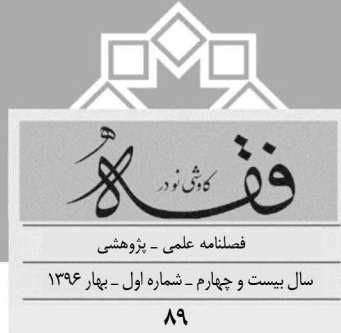 کاوشی نو در
فقه
فصلنامه علمی ـ پژوهشی
سال بیست و چهارم ـ شماره اول ـ بهار ۱۳۹۶
۸۹